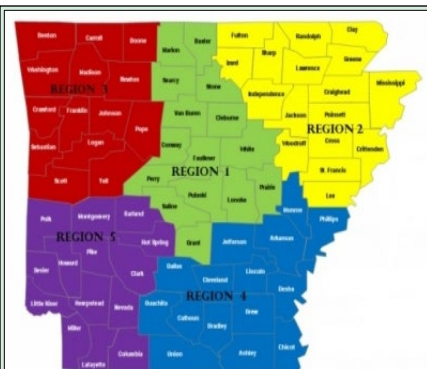 Benton Carroll Boone Baxter Fulton Randolph Clay
Marion Sharp Greene
Washington Madison Newton Searcy Izard Lawrence
REGION 3 Stone Independence Craighead Mississippi
Crawford Franklin Johnson Van Buren Cleburne Jackson Poinsett
Pope REGION 2
Sebastian Logan Conway Faulkner White Woodruff Cross Crittenden
REGION 1
Scott Yell Perry Prairie St. Francis
Pulaski Lonoke Lee
Polk Montgomery Garland Saline Monroe Phillips
REGION 5 Hot Spring Grant Jefferson Arkansas
Pike
Sevier Howard Clark Dallas Cleveland Lincoln
REGION 4 Desha
Little River Hempstead Nevada Ouachita Calhoun Drew
Miller Bradley
Lafayette Columbia Union Ashley Chicot